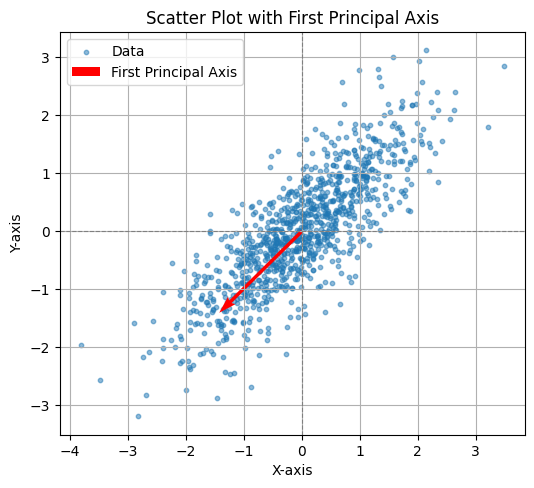 Scatter Plot with First Principal Axis
Data
First Principal Axis
3
2
1
0
−1
−2
−3
Y-axis
−4 −3 −2 −1 0 1 2 3
X-axis